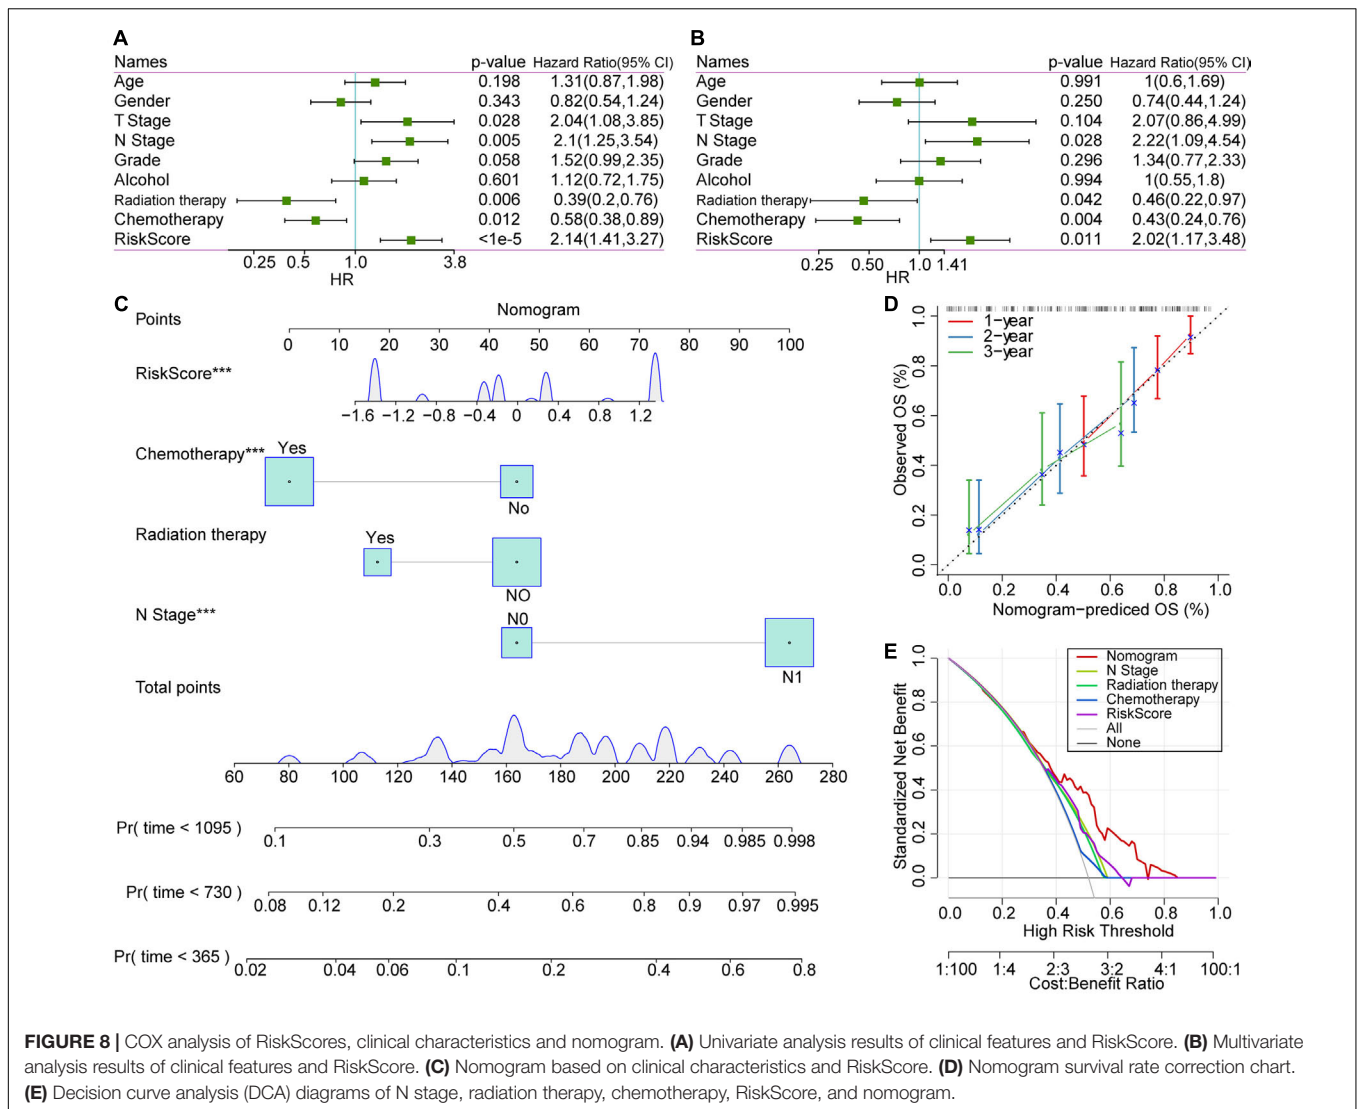 A
Names p-value Hazard Ratio(95% CI)
Age 0.198 1.31(0.87,1.98)
Gender 0.343 0.82(0.54,1.24)
T Stage 0.028 2.04(1.08,3.85)
N Stage 0.005 2.1(1.25,3.54)
Grade 0.058 1.52(0.99,2.35)
Alcohol 0.601 1.12(0.72,1.75)
Radiation therapy 0.006 0.39(0.2,0.76)
Chemotherapy 0.012 0.58(0.38,0.89)
RiskScore <1e-5 2.14(1.41,3.27)
0.25 0.5 1.0 3.8
HR
B
Names p-value Hazard Ratio(95% CI)
Age 0.991 1(0.6,1.69)
Gender 0.250 0.74(0.44,1.24)
T Stage 0.104 2.07(0.86,4.99)
N Stage 0.028 2.22(1.09,4.54)
Grade 0.296 1.34(0.77,2.33)
Alcohol 0.994 1(0.55,1.8)
Radiation therapy 0.042 0.46(0.22,0.97)
Chemotherapy 0.004 0.43(0.24,0.76)
RiskScore 0.011 2.02(1.17,3.48)
0.25 0.50 1.0 1.41
HR
C
Nomogram
Points
0 10 20 30 40 50 60 70 80 90 100
RiskScore***
−1.6 −1.2 −0.8 −0.4 0 0.4 0.8 1.2
Chemotherapy***
Yes
No
Radiation therapy
Yes
NO
N Stage***
N0
N1
Total points
60 80 100 120 140 160 180 200 220 240 260 280
Pr( time < 1095 )
0.1 0.3 0.5 0.7 0.85 0.94 0.985 0.998
Pr( time < 730 )
0.08 0.12 0.2 0.4 0.6 0.8 0.9 0.97 0.995
Pr( time < 365 )
0.02 0.04 0.06 0.1 0.2 0.4 0.6 0.8
D
1−year
2−year
3−year
Observed OS (%)
0.0 0.2 0.4 0.6 0.8 1.0
0.0 0.2 0.4 0.6 0.8 1.0
Nomogram−prediced OS (%)
E
Nomogram
N Stage
Radiation therapy
Chemotherapy
RiskScore
All
None
Standardized Net Benefit
0.0 0.2 0.4 0.6 0.8 1.0
0.0 0.2 0.4 0.6 0.8 1.0
High Risk Threshold
1:100 1:4 2:3 3:2 4:1 100:1
Cost:Benefit Ratio
FIGURE 8 | COX analysis of RiskScores, clinical characteristics and nomogram. (A) Univariate analysis results of clinical features and RiskScore. (B) Multivariate
analysis results of clinical features and RiskScore. (C) Nomogram based on clinical characteristics and RiskScore. (D) Nomogram survival rate correction chart.
(E) Decision curve analysis (DCA) diagrams of N stage, radiation therapy, chemotherapy, RiskScore, and nomogram.